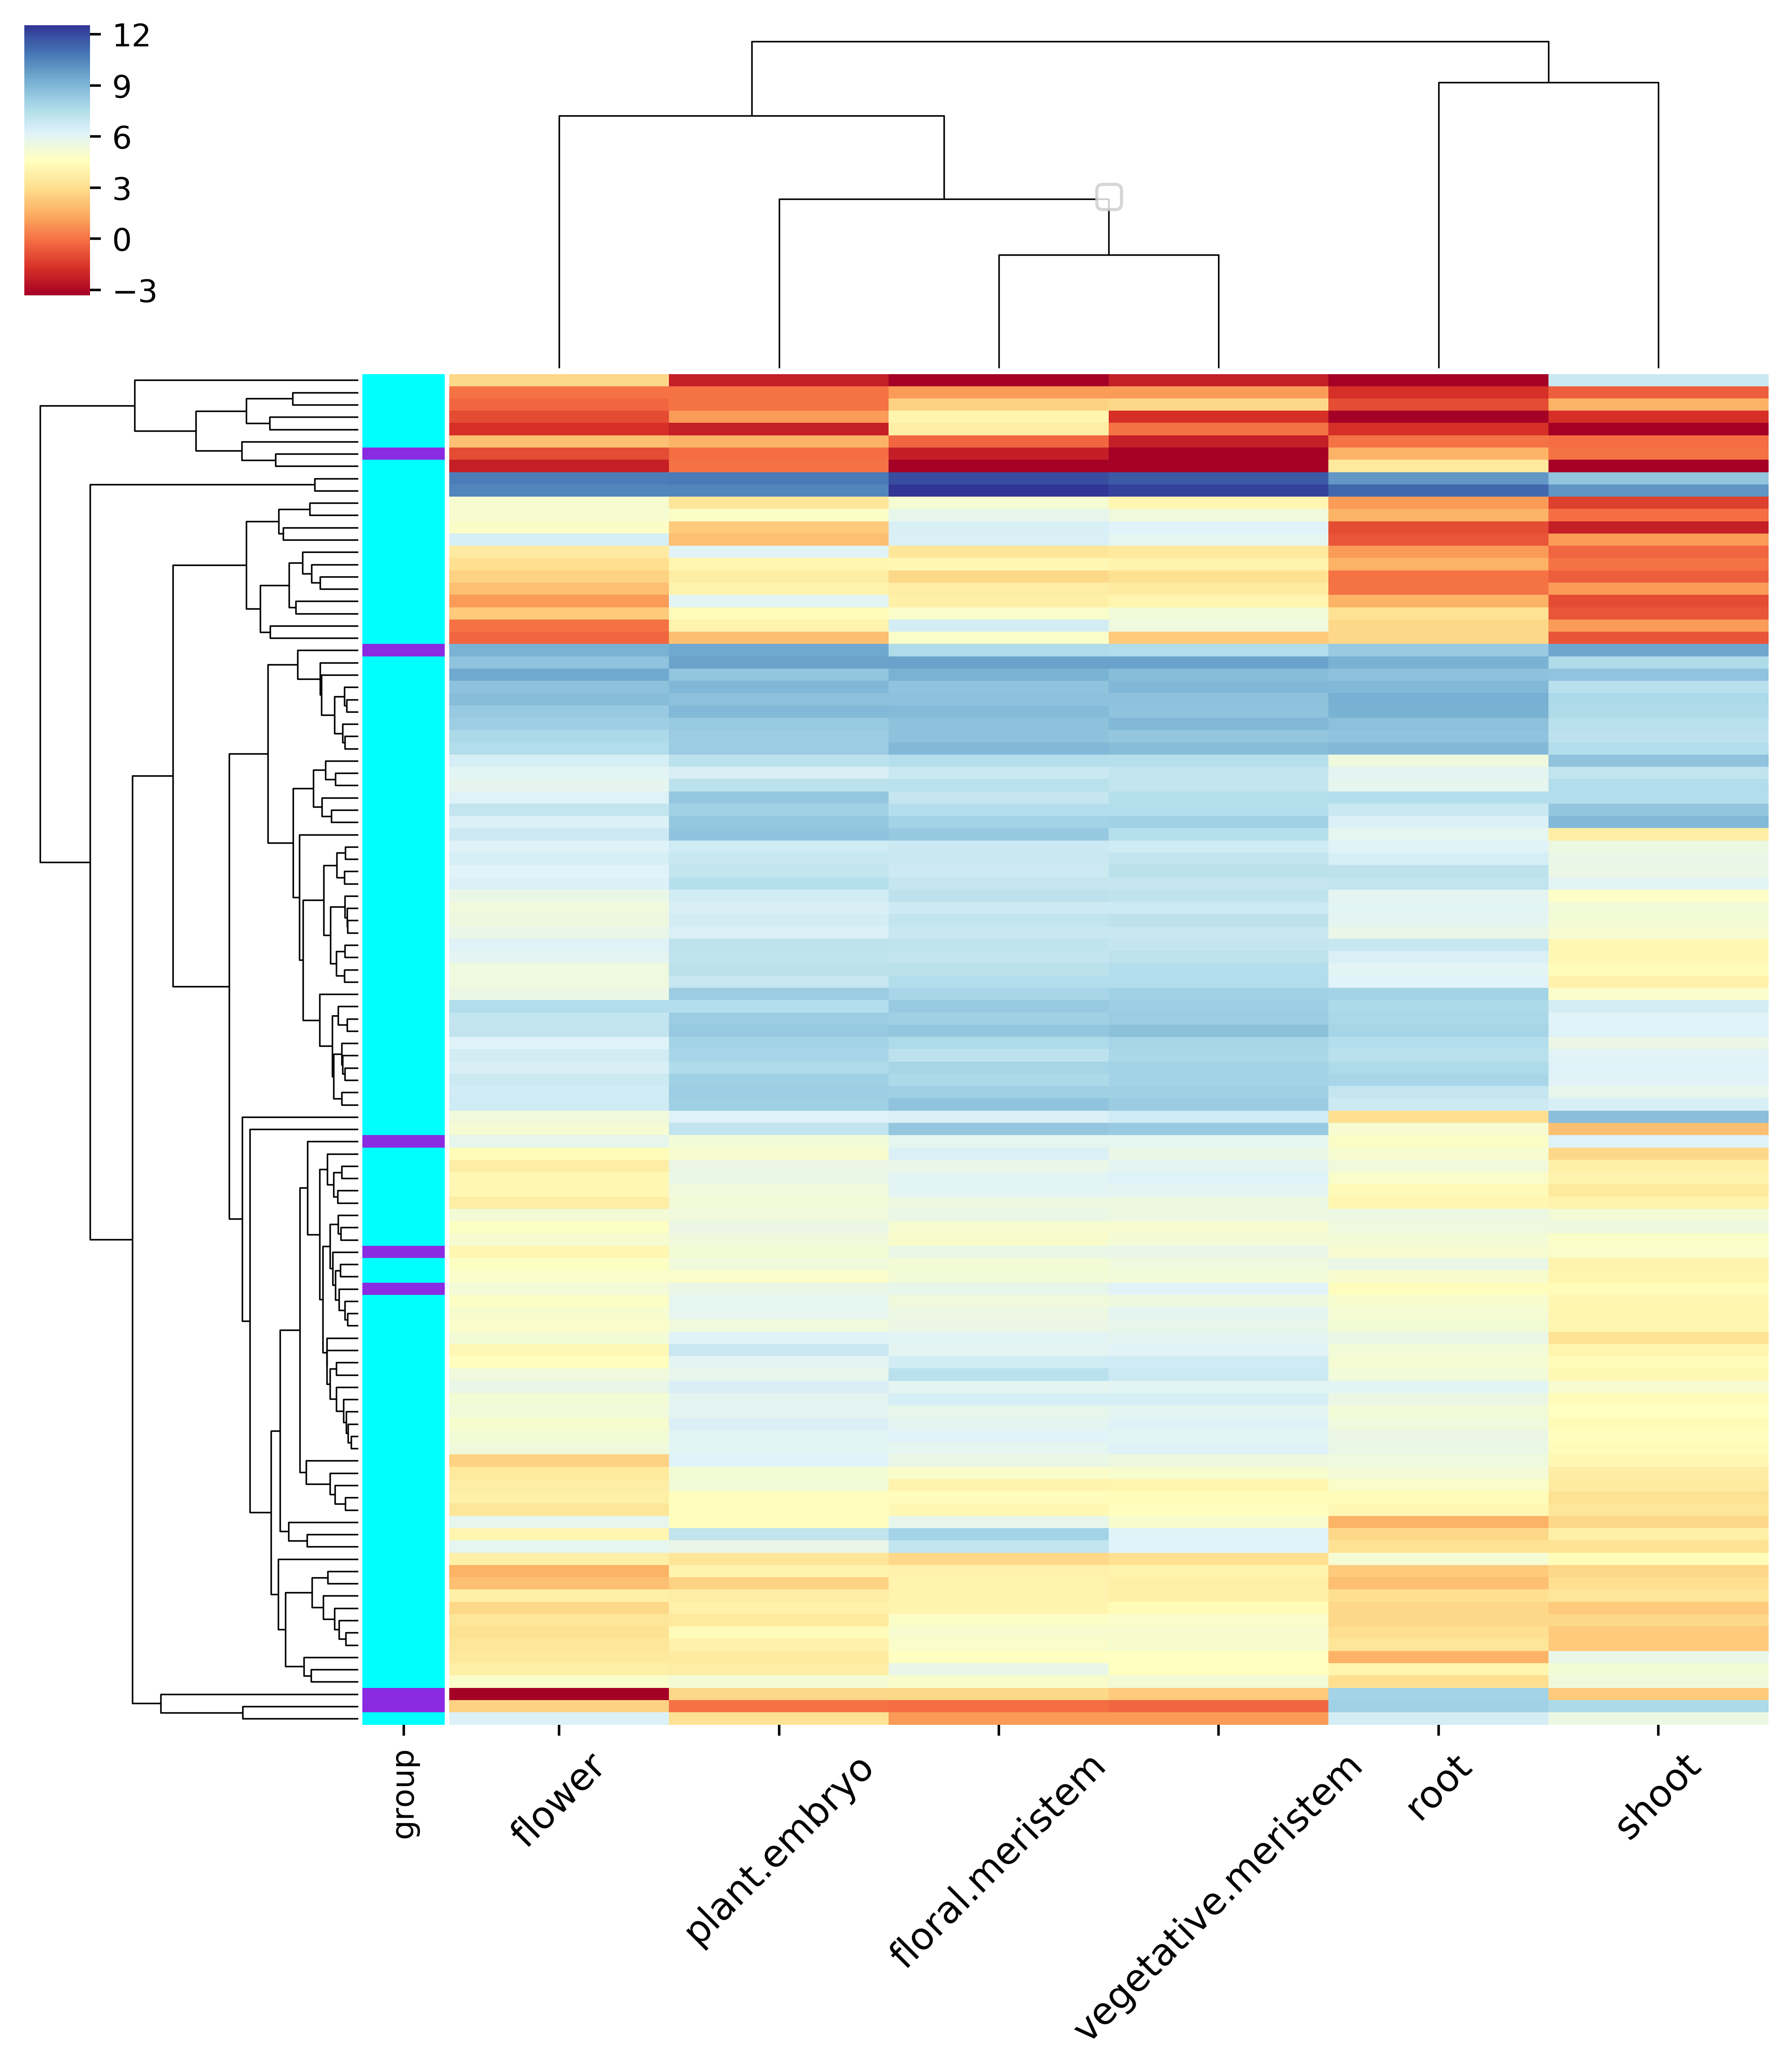 12
9
6
3
0
−3
group
flower
plant.embryo
floral.meristem
vegetative.meristem
root
shoot